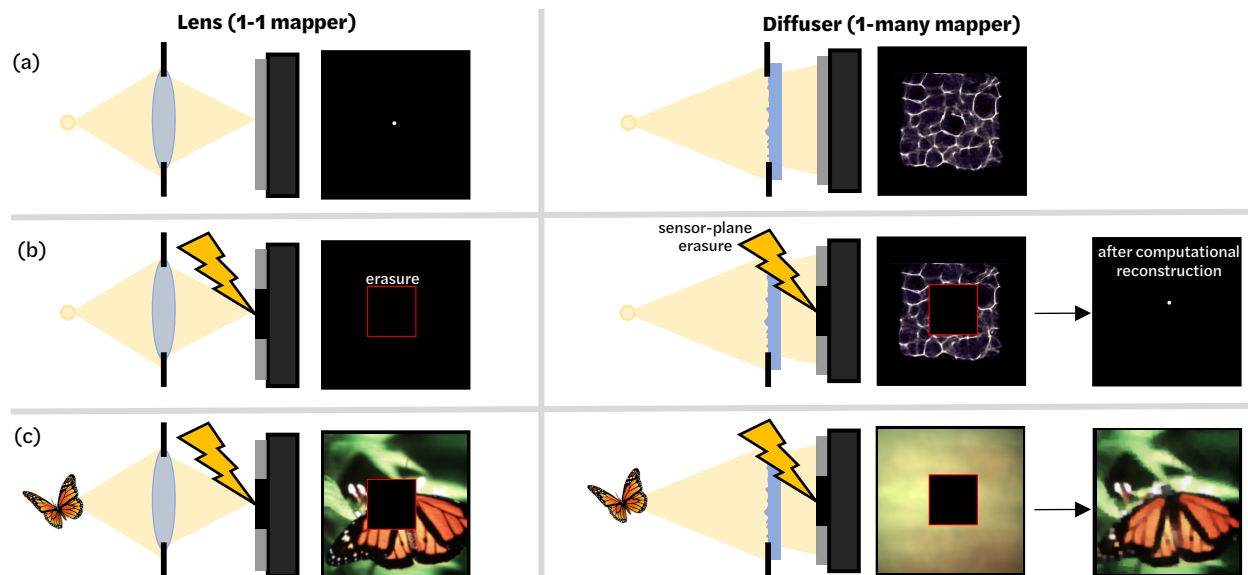 Lens (1-1 mapper)
Diffuser (1-many mapper)
(a)
(b)
erasure
sensor-plane
erasure
after computational
reconstruction
(c)